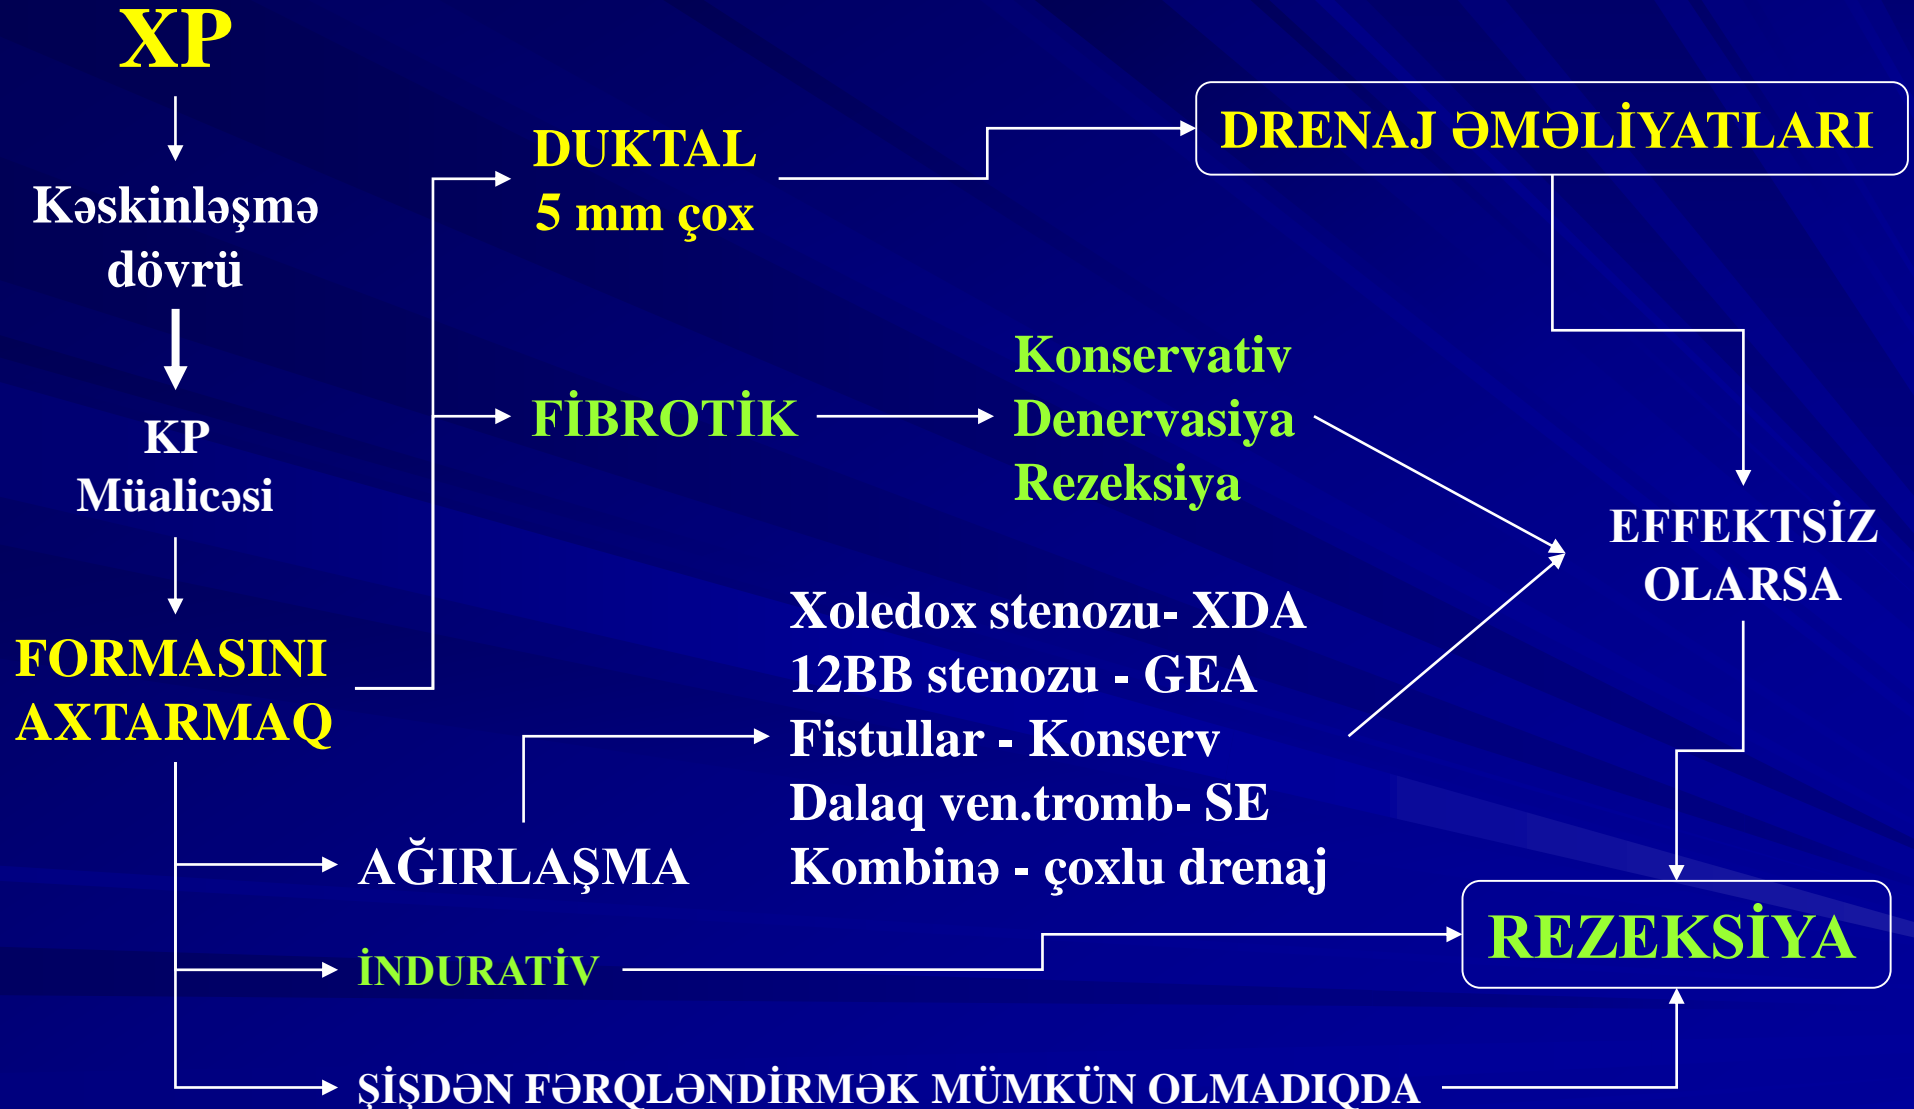 XP
Kəskinləşmə
dövrü
KP
Müalicəsi
FORMASINI
AXTARMAQ
DUKTAL
5 mm çox
DRENAJ ƏMƏLİYATLARI
FİBROTİK
Konservativ
Denervasiya
Rezeksiya
EFFEKTSİZ
OLARSA
AĞIRLAŞMA
Xoledox stenozu- XDA
12BB stenozu - GEA
Fistullar - Konserv
Dalaq ven.tromb- SE
Kombinə - çoxlu drenaj
İNDURATİV
REZEKSİYA
ŞİŞDƏN FƏRQLƏNDİRMƏK MÜMKÜN OLMADIQDA